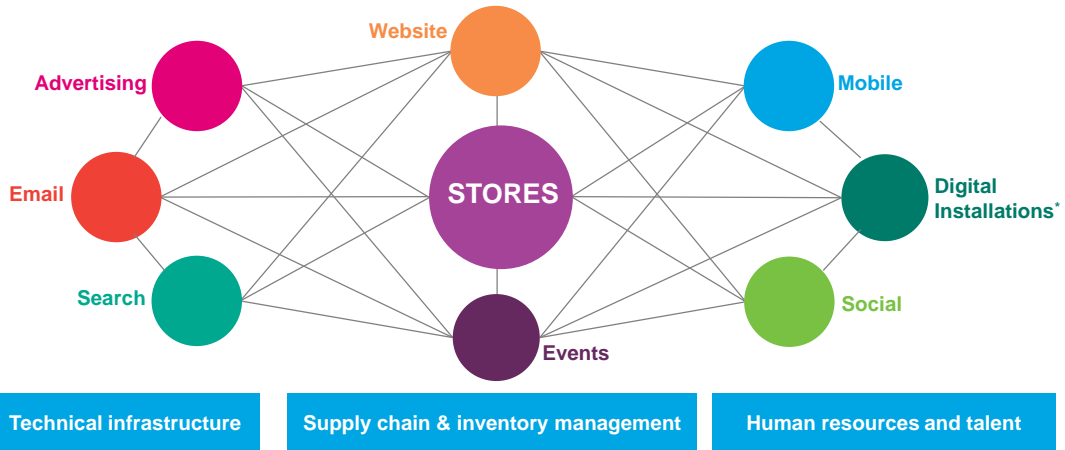 Website
Advertising
Mobile
Email
STORES
Digital
Installations*
Search
Social
Events
Technical infrastructure
Supply chain & inventory management
Human resources and talent